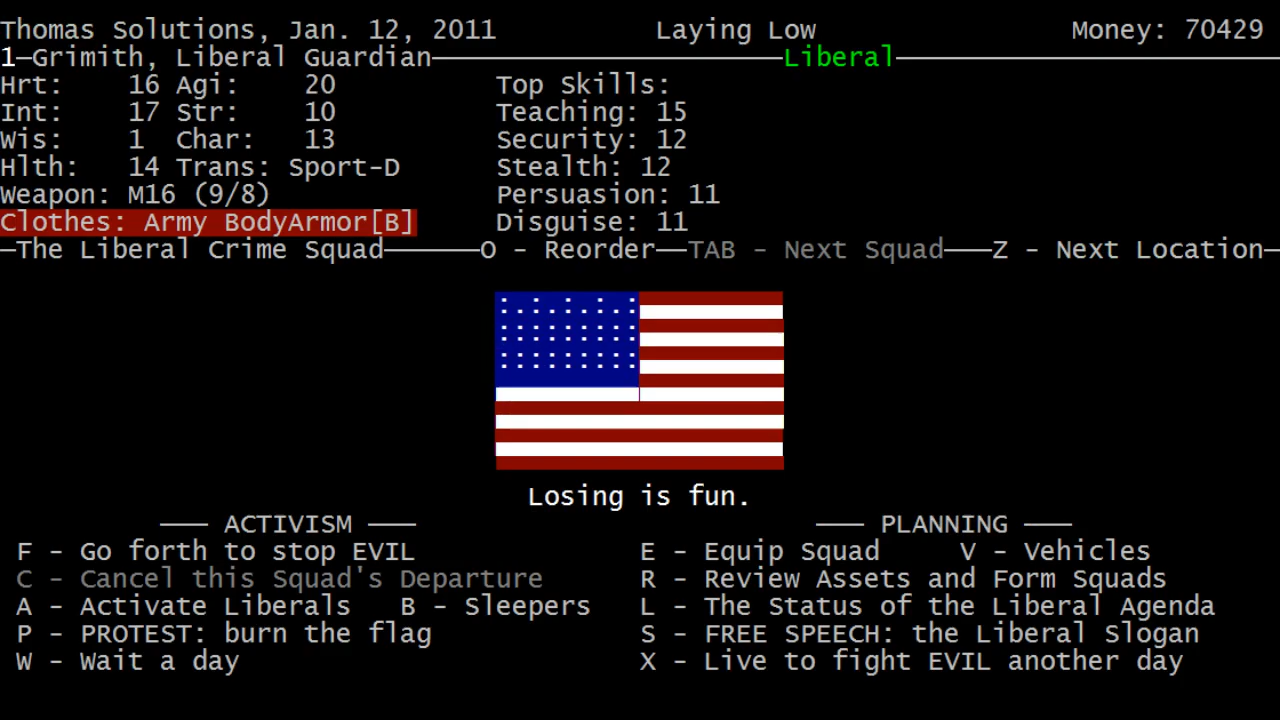 Thomas Solutions, Jan. 12, 2011 Laying Low Money: 70429
1—Grimith, Liberal Guardian Liberal
Hrt: 16 Agi: 20 Top Skills:
Int: 17 Str: 10 Teaching: 15
Wis: 1 Char: 13 Security: 12
Hlth: 14 Trans: Sport-D Stealth: 12
Weapon: M16 (9/8) Persuasion: 11
Clothes: Army BodyArmor[B] Disguise: 11
—The Liberal Crime Squad——O - Reorder—TAB - Next Squad——Z - Next Location—
Losing is fun.
—— ACTIVISM —— —— PLANNING ——
F - Go forth to stop EVIL E - Equip Squad V - Vehicles
C - Cancel this Squad's Departure R - Review Assets and Form Squads
A - Activate Liberals B - Sleepers L - The Status of the Liberal Agenda
P - PROTEST: burn the flag S - FREE SPEECH: the Liberal Slogan
W - Wait a day X - Live to fight EVIL another day